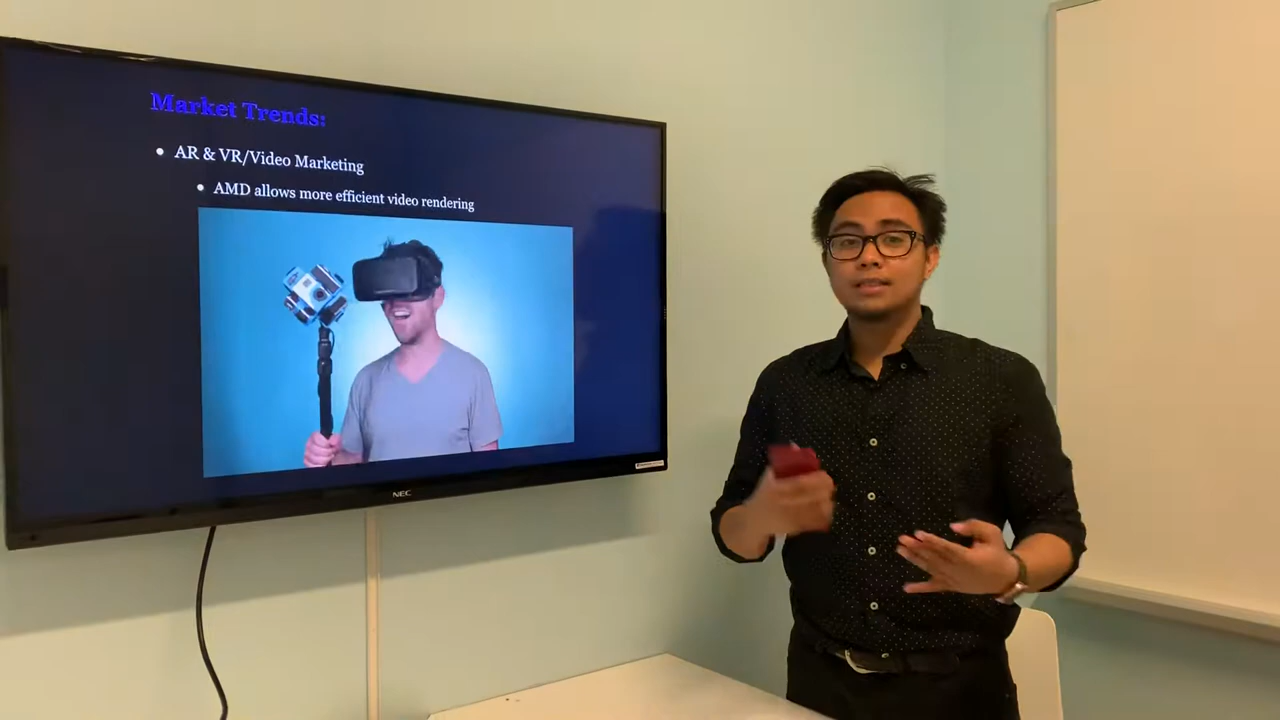 Market Trends:
AR & VR/Video Marketing
AMD allows more efficient video rendering
NEC